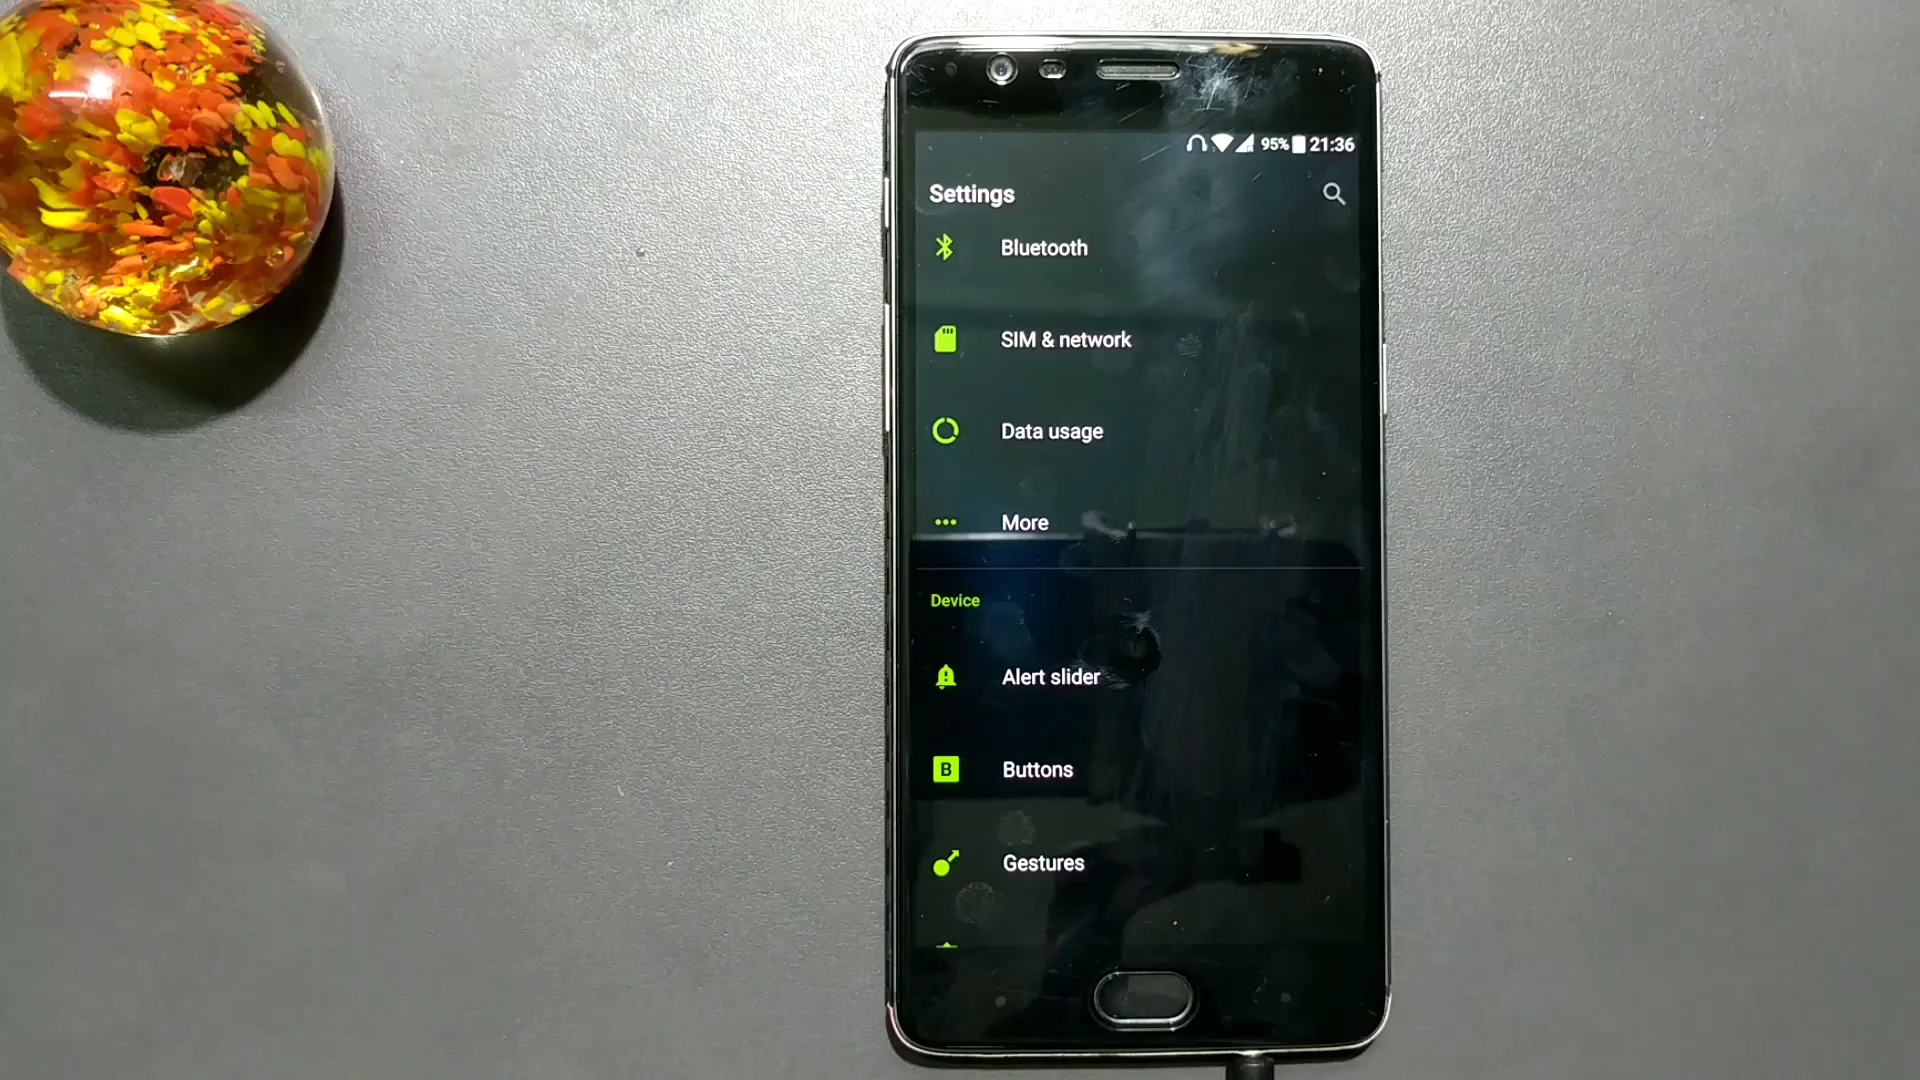 95% 21:36
Settings
Bluetooth
SIM & network
Data usage
More
Device
Alert slider
B Buttons
Gestures